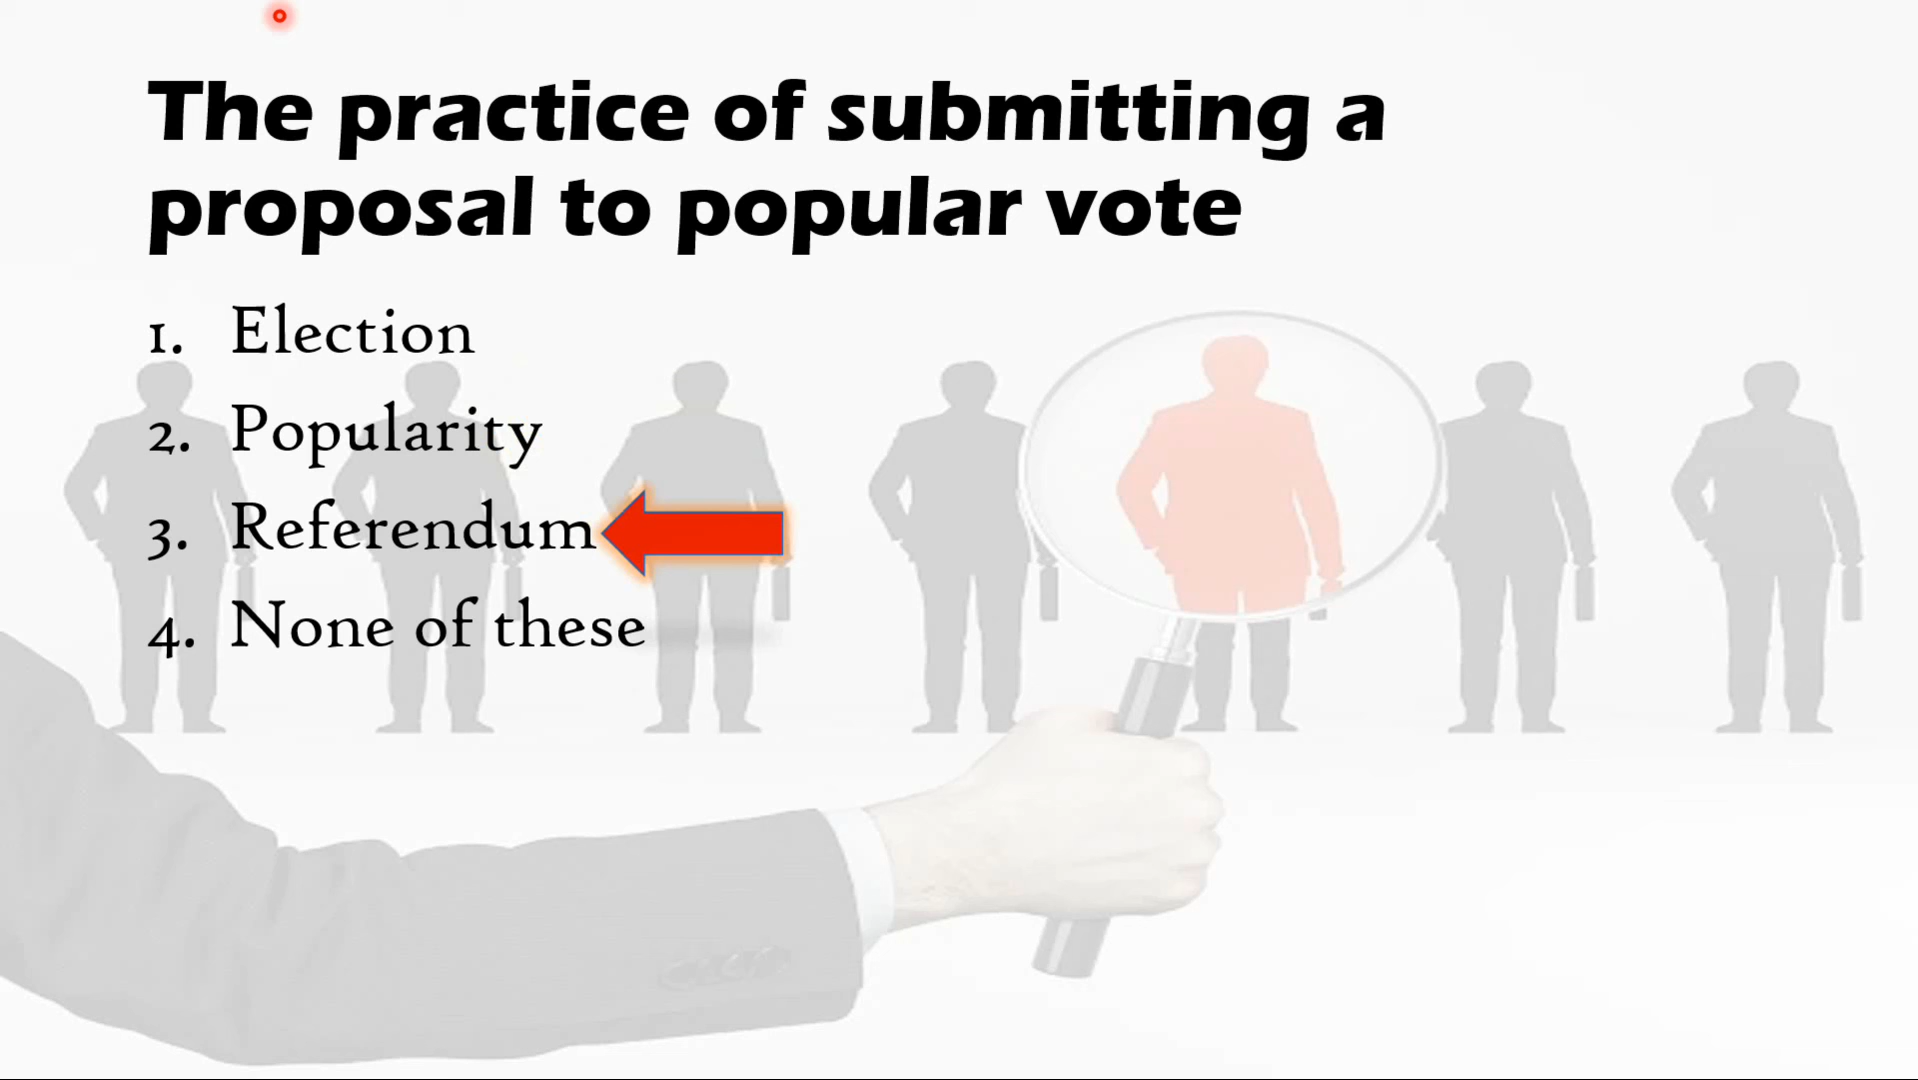 The practice of submitting a
proposal to popular vote
1. Election
2. Popularity
3. Referendum
4. None of these